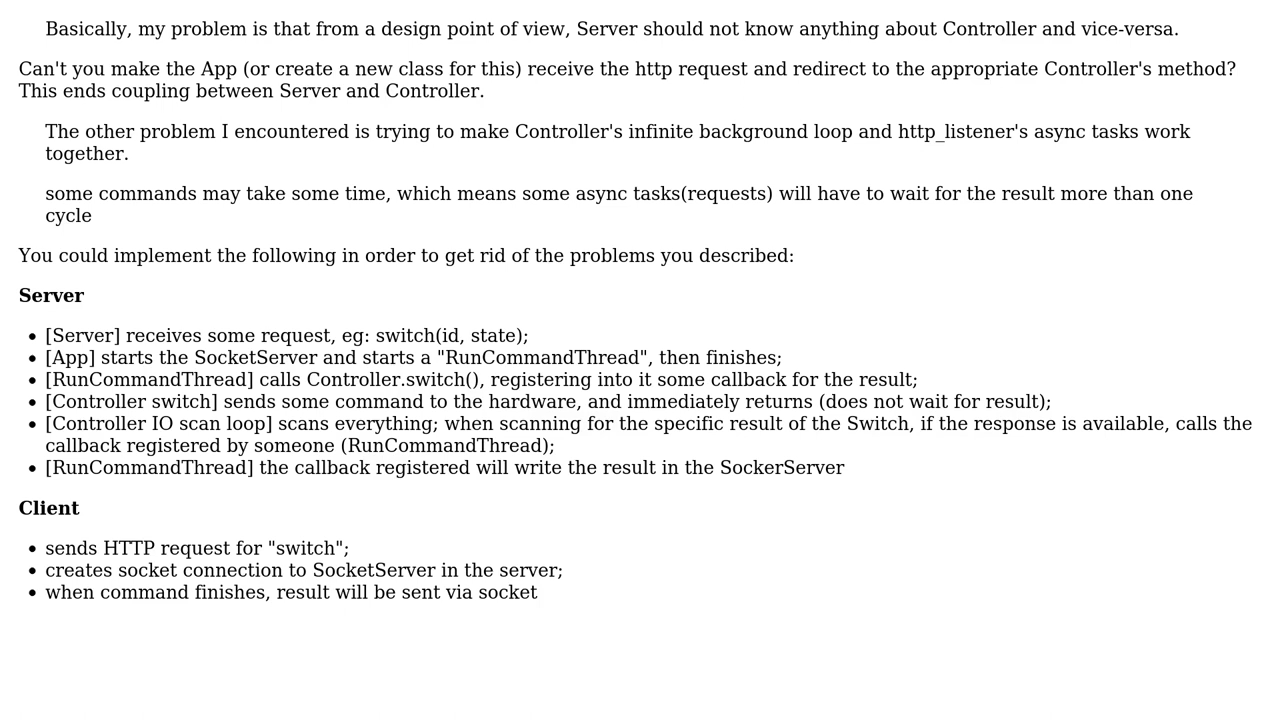 Basically, my problem is that from a design point of view, Server should not know anything about Controller and vice-versa.
Can't you make the App (or create a new class for this) receive the http request and redirect to the appropriate Controller's method?
This ends coupling between Server and Controller.
The other problem I encountered is trying to make Controller's infinite background loop and http_listener's async tasks work
together.
some commands may take some time, which means some async tasks(requests) will have to wait for the result more than one
cycle
You could implement the following in order to get rid of the problems you described:
Server
• [Server] receives some request, eg: switch(id, state);
• [App] starts the SocketServer and starts a "RunCommandThread", then finishes;
• [RunCommandThread] calls Controller.switch(), registering into it some callback for the result;
• [Controller switch] sends some command to the hardware, and immediately returns (does not wait for result);
• [Controller IO scan loop] scans everything; when scanning for the specific result of the Switch, if the response is available, calls the
callback registered by someone (RunCommandThread);
• [RunCommandThread] the callback registered will write the result in the SockerServer
Client
• sends HTTP request for "switch";
• creates socket connection to SocketServer in the server;
• when command finishes, result will be sent via socket